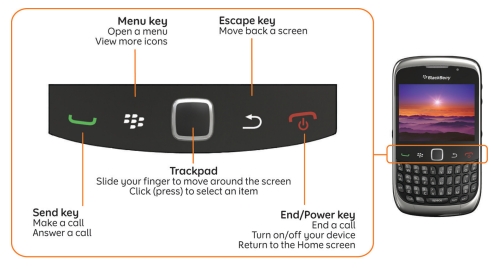 Menu key
Open a menu
View more icons
Escape key
Move back a screen
Trackpad
Slide your finger to move around the screen
Click (press) to select an item
Send key
Make a call
Answer a call
End/Power key
End a call
Turn on/off your device
Return to the Home screen
BlackBerry